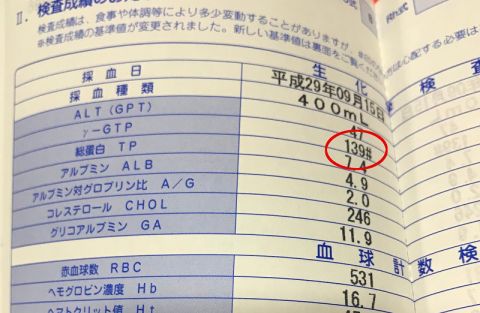 II. 検査成績の
検査成績は、食事や体調等により多少変動することがありますが、
※検査成績の基準値が変更されました。新しい基準値は裏面をご覧くだ
生化
採血日 平成29年09月15日
採血種類 400mL
ALT(GPT) 47
γ-GTP 139#
総蛋白 TP 7.4
アルブミン ALB 4.9
アルブミン対グロブリン比 A/G 2.0
コレステロール CHOL 246
グリコアルブミン GA 11.9
血球計数検
赤血球数 RBC 531
ヘモグロビン濃度 Hb 16.7
ヘマトクリット値 Ht